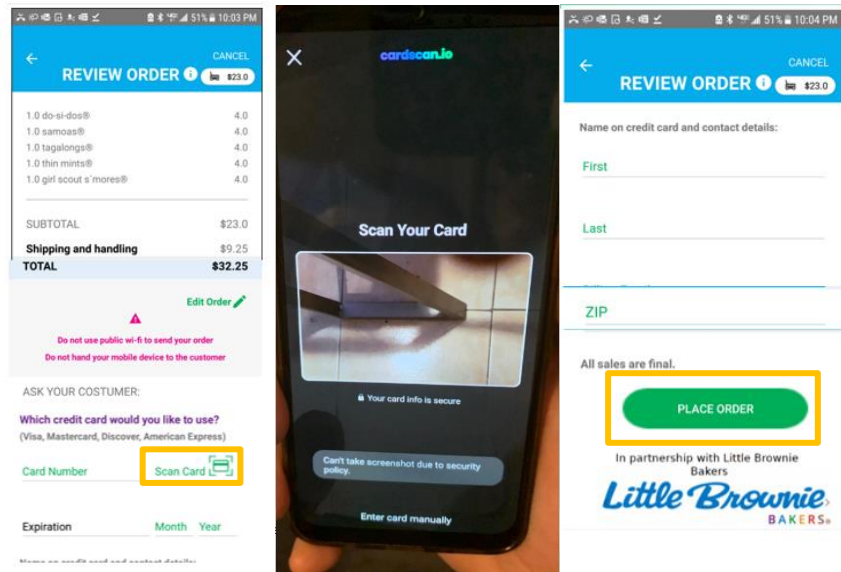 51% 10:03 PM
CANCEL
REVIEW ORDER i $23.0
1.0 do-si-dos® 4.0
1.0 samoas® 4.0
1.0 tagalongs® 4.0
1.0 thin mints® 4.0
1.0 girl scout s'mores® 4.0
SUBTOTAL $23.0
Shipping and handling $9.25
TOTAL $32.25
Edit Order
Do not use public wi-fi to send your order
Do not hand your mobile device to the customer
ASK YOUR COSTUMER:
Which credit card would you like to use?
(Visa, Mastercard, Discover, American Express)
Card Number Scan Card
Expiration Month Year
Name on credit card and contact details:
cardscan.io
Scan Your Card
Your card info is secure
Can't take screenshot due to security
policy.
Enter card manually
51% 10:04 PM
CANCEL
REVIEW ORDER i $23.0
Name on credit card and contact details:
First
Last
ZIP
All sales are final.
PLACE ORDER
In partnership with Little Brownie
Bakers
Little Brownie
BAKERS®